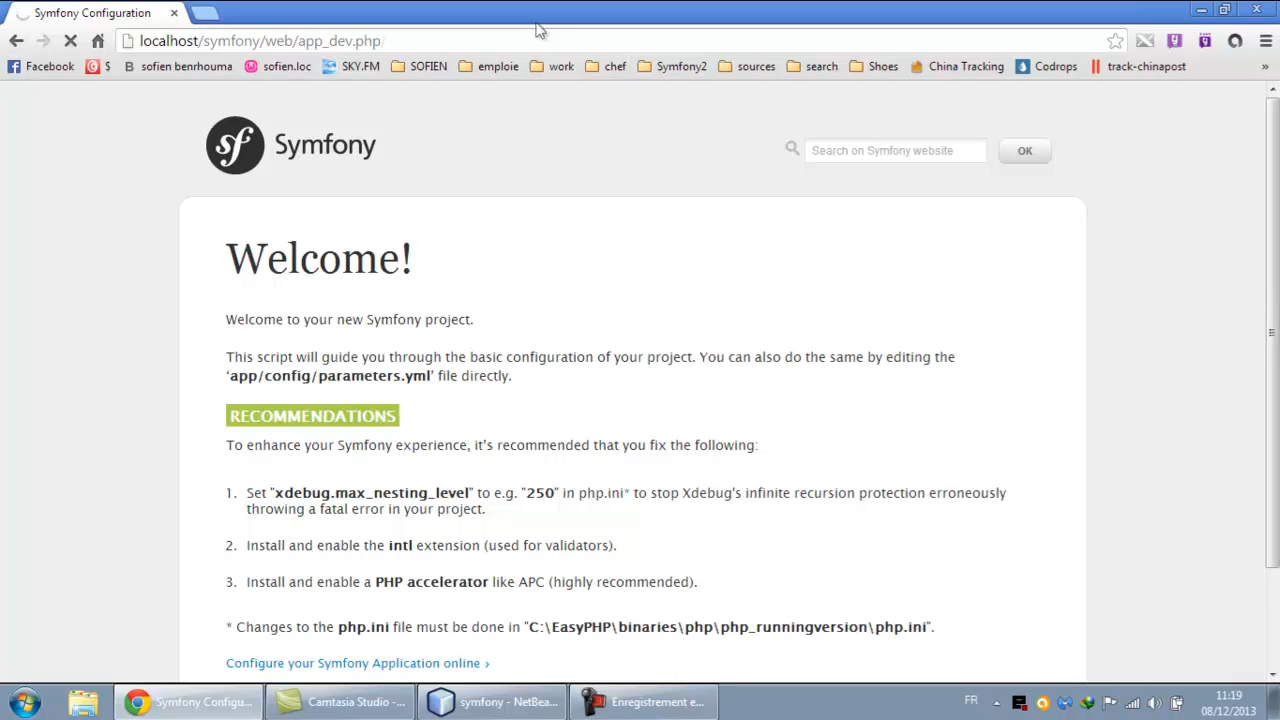 Symfony Configuration
localhost/symfony/web/app_dev.php
Facebook $ B sofien benrhouma sofien.loc SKY.FM SOFIEN emploie work chef Symfony2 sources search Shoes China Tracking Codrops track-chinapost »
sf Symfony
Search on Symfony website OK
Welcome!
Welcome to your new Symfony project.
This script will guide you through the basic configuration of your project. You can also do the same by editing the
‘app/config/parameters.yml’ file directly.
RECOMMENDATIONS
To enhance your Symfony experience, it’s recommended that you fix the following:
1. Set "xdebug.max_nesting_level" to e.g. "250" in php.ini* to stop Xdebug's infinite recursion protection erroneously
throwing a fatal error in your project.
2. Install and enable the intl extension (used for validators).
3. Install and enable a PHP accelerator like APC (highly recommended).
* Changes to the php.ini file must be done in "C:\EasyPHP\binaries\php\php_runningversion\php.ini".
Configure your Symfony Application online ›
Symfony Configu... Camtasia Studio -... symfony - NetBea... Enregistrement e... FR 11:19
08/12/2013